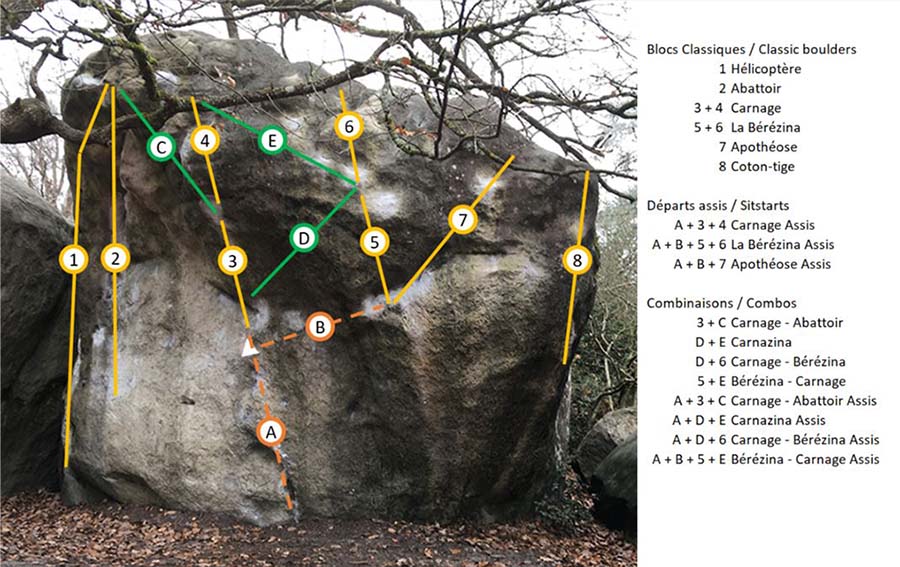 C
4
E
6
D
7
1
2
3
5
8
B
A
Blocs Classiques / Classic boulders
1 Hélicoptère
2 Abattoir
3 + 4 Carnage
5 + 6 La Bérézina
7 Apothéose
8 Coton-tige
Départs assis / Sitstarts
A + 3 + 4 Carnage Assis
A + B + 5 + 6 La Bérézina Assis
A + B + 7 Apothéose Assis
Combinaisons / Combos
3 + C Carnage - Abattoir
D + E Carnazina
D + 6 Carnage - Bérézina
5 + E Bérézina - Carnage
A + 3 + C Carnage - Abattoir Assis
A + D + E Carnazina Assis
A + D + 6 Carnage - Bérézina Assis
A + B + 5 + E Bérézina - Carnage Assis